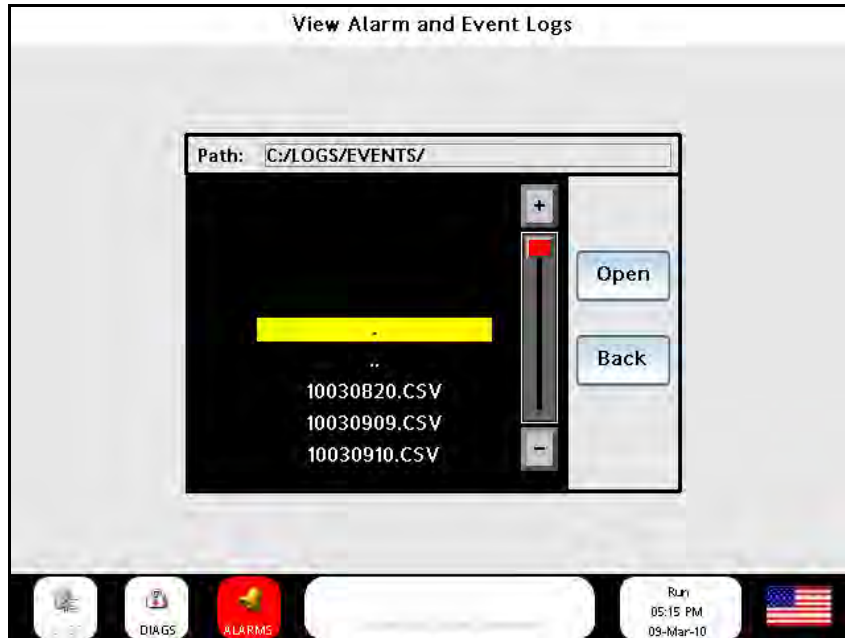 View Alarm and Event Logs
Path: C:/LOGS/EVENTS/
+
.
..
10030820.CSV
10030909.CSV
10030910.CSV
-
Open
Back
DIAGS
ALARMS
Run
05:15 PM
09-Mar-10